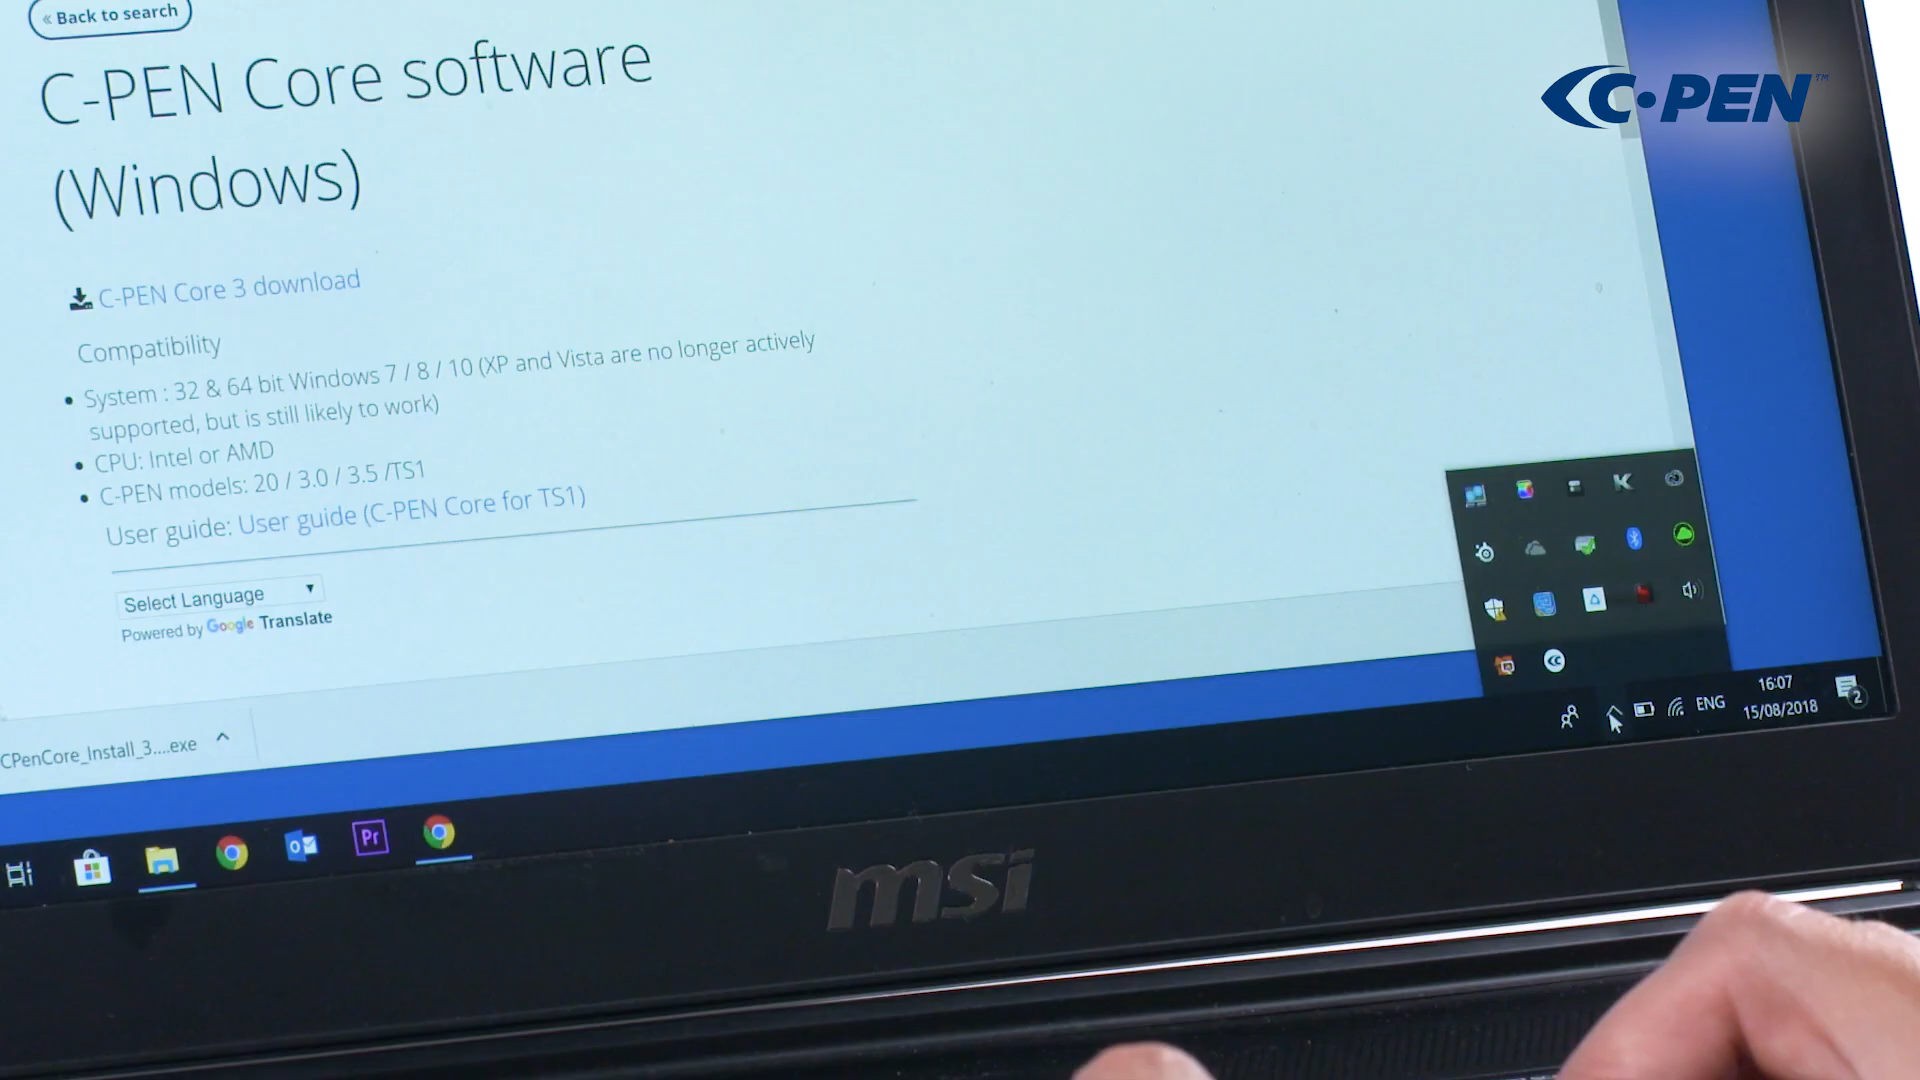 « Back to search
C-PEN Core software
(Windows)
C-PEN Core 3 download
Compatibility
• System : 32 & 64 bit Windows 7 / 8 / 10 (XP and Vista are no longer actively
supported, but is still likely to work)
• CPU: Intel or AMD
• C-PEN models: 20 / 3.0 / 3.5 /TS1
User guide: User guide (C-PEN Core for TS1)
Select Language
Powered by Google Translate
CPenCore_Install_3....exe
C•PEN™
K
ENG
16:07
15/08/2018
2
Pr
msi